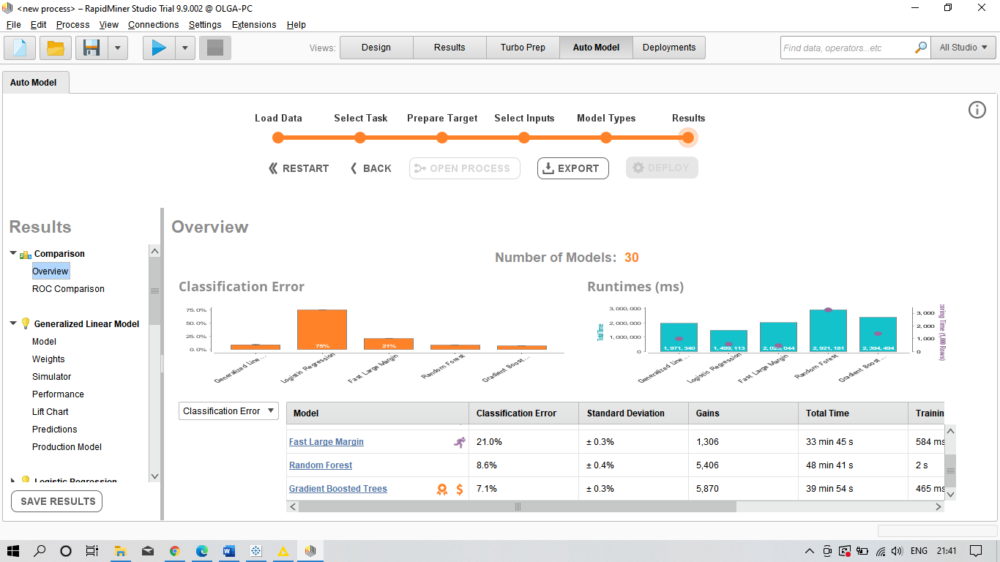 <new process> – RapidMiner Studio Trial 9.9.002 @ OLGA-PC
File Edit Process View Connections Settings Extensions Help
Views: Design Results Turbo Prep Auto Model Deployments Find data, operators...etc All Studio
Auto Model
Load Data Select Task Prepare Target Select Inputs Model Types Results
RESTART BACK OPEN PROCESS EXPORT DEPLOY
Results
Comparison
Overview
ROC Comparison
Generalized Linear Model
Model
Weights
Simulator
Performance
Lift Chart
Predictions
Production Model
Logistic Regression
SAVE RESULTS
Overview
Number of Models: 30
Classification Error
75.0%
50.0%
25.0%
0.0%
75% 21%
Generalized Line... Logistic Regression Fast Large Margin Random Forest Gradient Boost...
Runtimes (ms)
Total Time
3,000,000
2,000,000
1,000,000
0
1,971,340 1,499,113 2,025,044 2,921,181 2,394,494
3,000
2,000
1,000
0
oring Time (1,000 Rows)
Generalized Line... Logistic Regression Fast Large Margin Random Forest Gradient Boost...
Classification Error
Model Classification Error Standard Deviation Gains Total Time Trainin
Fast Large Margin 21.0% ± 0.3% 1,306 33 min 45 s 584 ms
Random Forest 8.6% ± 0.4% 5,406 48 min 41 s 2 s
Gradient Boosted Trees $ 7.1% ± 0.3% 5,870 39 min 54 s 465 ms
ENG 21:41